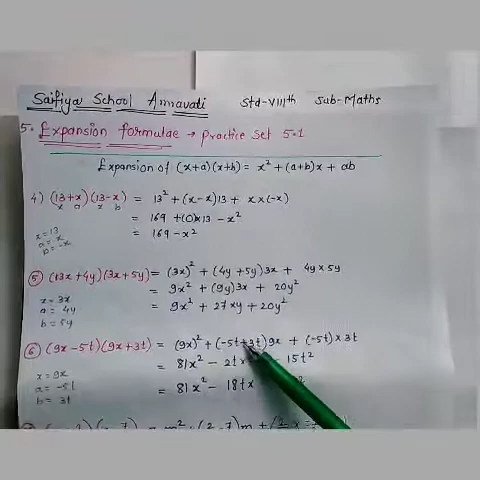 Saifiya School Amravati Std-VIIIth Sub-Maths
5. Expansion formulae → practice Set 5.1
Expansion of (x+a)(x+b) = x² + (a+b)x + ab
4) (13+x)(13-x) = 13² + (x-x)13 + x×(-x)
x a x b
= 169 + (0)×13 - x²
x = 13
a = x
b = -x
= 169 - x²
5) (13x+4y)(3x+5y) = (3x)² + (4y+5y)3x + 4y×5y
= 9x² + (9y)3x + 20y²
x = 3x
a = 4y
b = 5y
= 9x² + 27xy + 20y²
6) (9x-5t)(9x+3t) = (9x)² + (-5t+3t)9x + (-5t)×3t
= 81x² - 2t× 15t²
x = 9x
a = -5t
b = 3t
= 81x² - 18tx